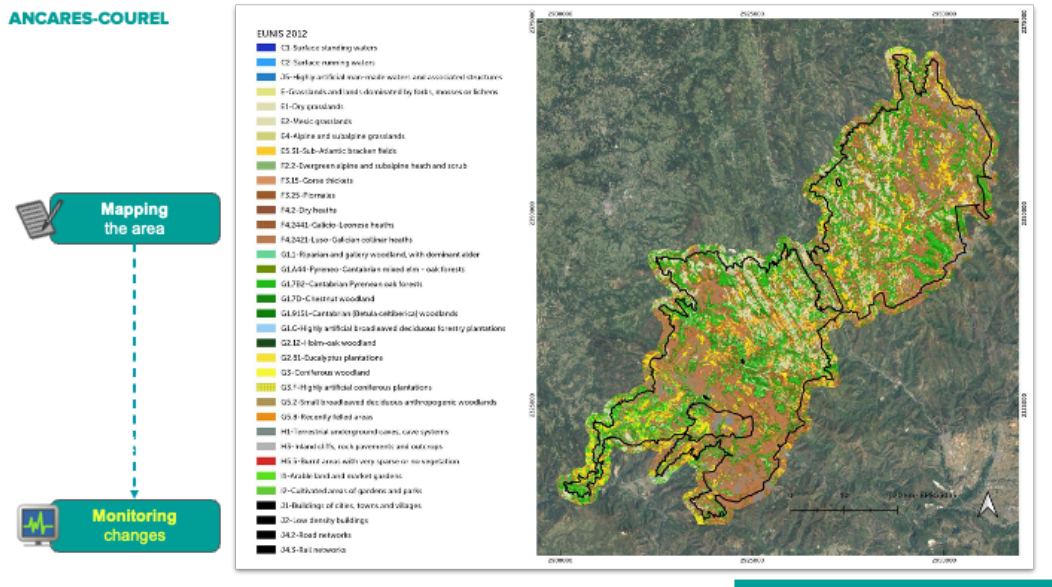 ANCARES-COUREL
EUNIS 2012
C1-Surface standing waters
C2-Surface running waters
J5-Highly artificial man-made waters and associated structures
E-Grasslands and lands dominated by forbs, mosses or lichens
E1-Dry grasslands
E2-Mesic grasslands
E4-Alpine and subalpine grasslands
E5.31-Sub-Atlantic bracken fields
F2.2-Evergreen alpine and subalpine heath and scrub
F3.15-Gorse thickets
F3.25-Piornales
F4.2-Dry heaths
F4.2441-Galicio-Leonese heaths
F4.2421-Luso-Galician collinar heaths
G1.1-Riparian and gallery woodland, with dominant alder
G1.A44-Pyreneo-Cantabrian mixed elm - oak forests
G1.7B2-Cantabrian Pyrenean oak forests
G1.7D-Chestnut woodland
G1.9151-Cantabrian (Betula celtiberica) woodlands
G1.C-Highly artificial broadleaved deciduous forestry plantations
G2.12-Holm-oak woodland
G2.81-Eucalyptus plantations
G3-Coniferous woodland
G3.F-Highly artificial coniferous plantations
G5.2-Small broadleaved deciduous anthropogenic woodlands
G5.8-Recently felled areas
H1-Terrestrial underground caves, cave systems
H3-Inland cliffs, rock pavements and outcrops
H5.5-Burnt areas with very sparse or no vegetation
I1-Arable land and market gardens
I2-Cultivated areas of gardens and parks
J1-Buildings of cities, towns and villages
J2-Low density buildings
J4.2-Road networks
J4.3-Rail networks
Mapping
the area
Monitoring
changes
2900000
2925000
2950000
2900000
2925000
2950000